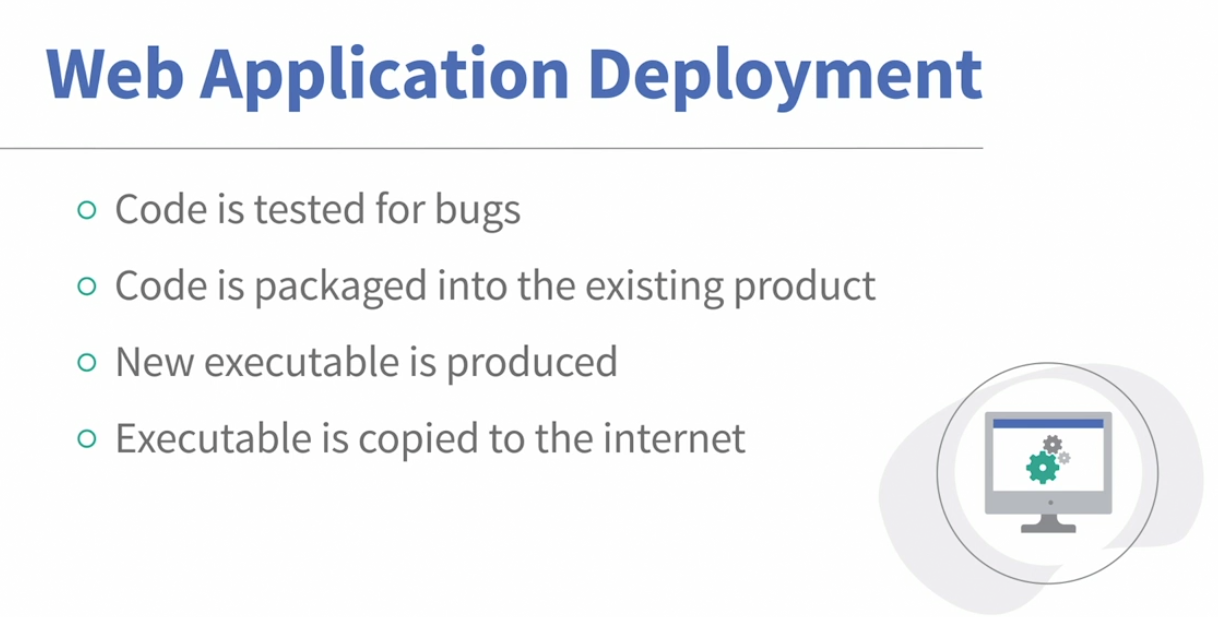 Web Application Deployment
Code is tested for bugs
Code is packaged into the existing product
New executable is produced
Executable is copied to the internet